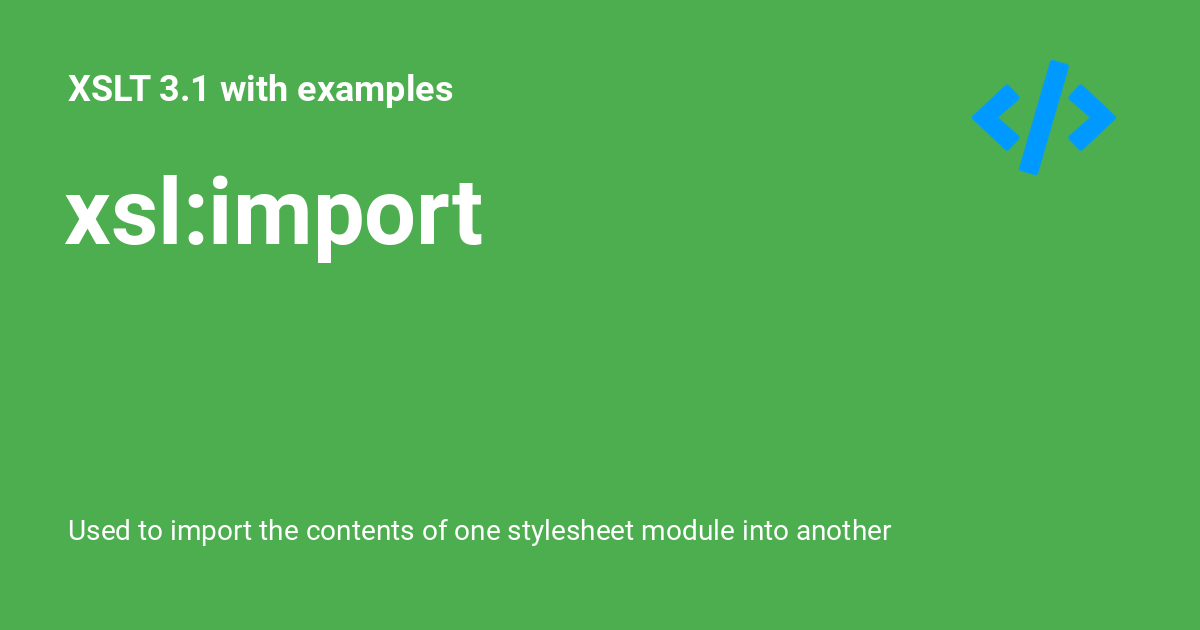 XSLT 3.1 with examples
xsl:import
Used to import the contents of one stylesheet module into another